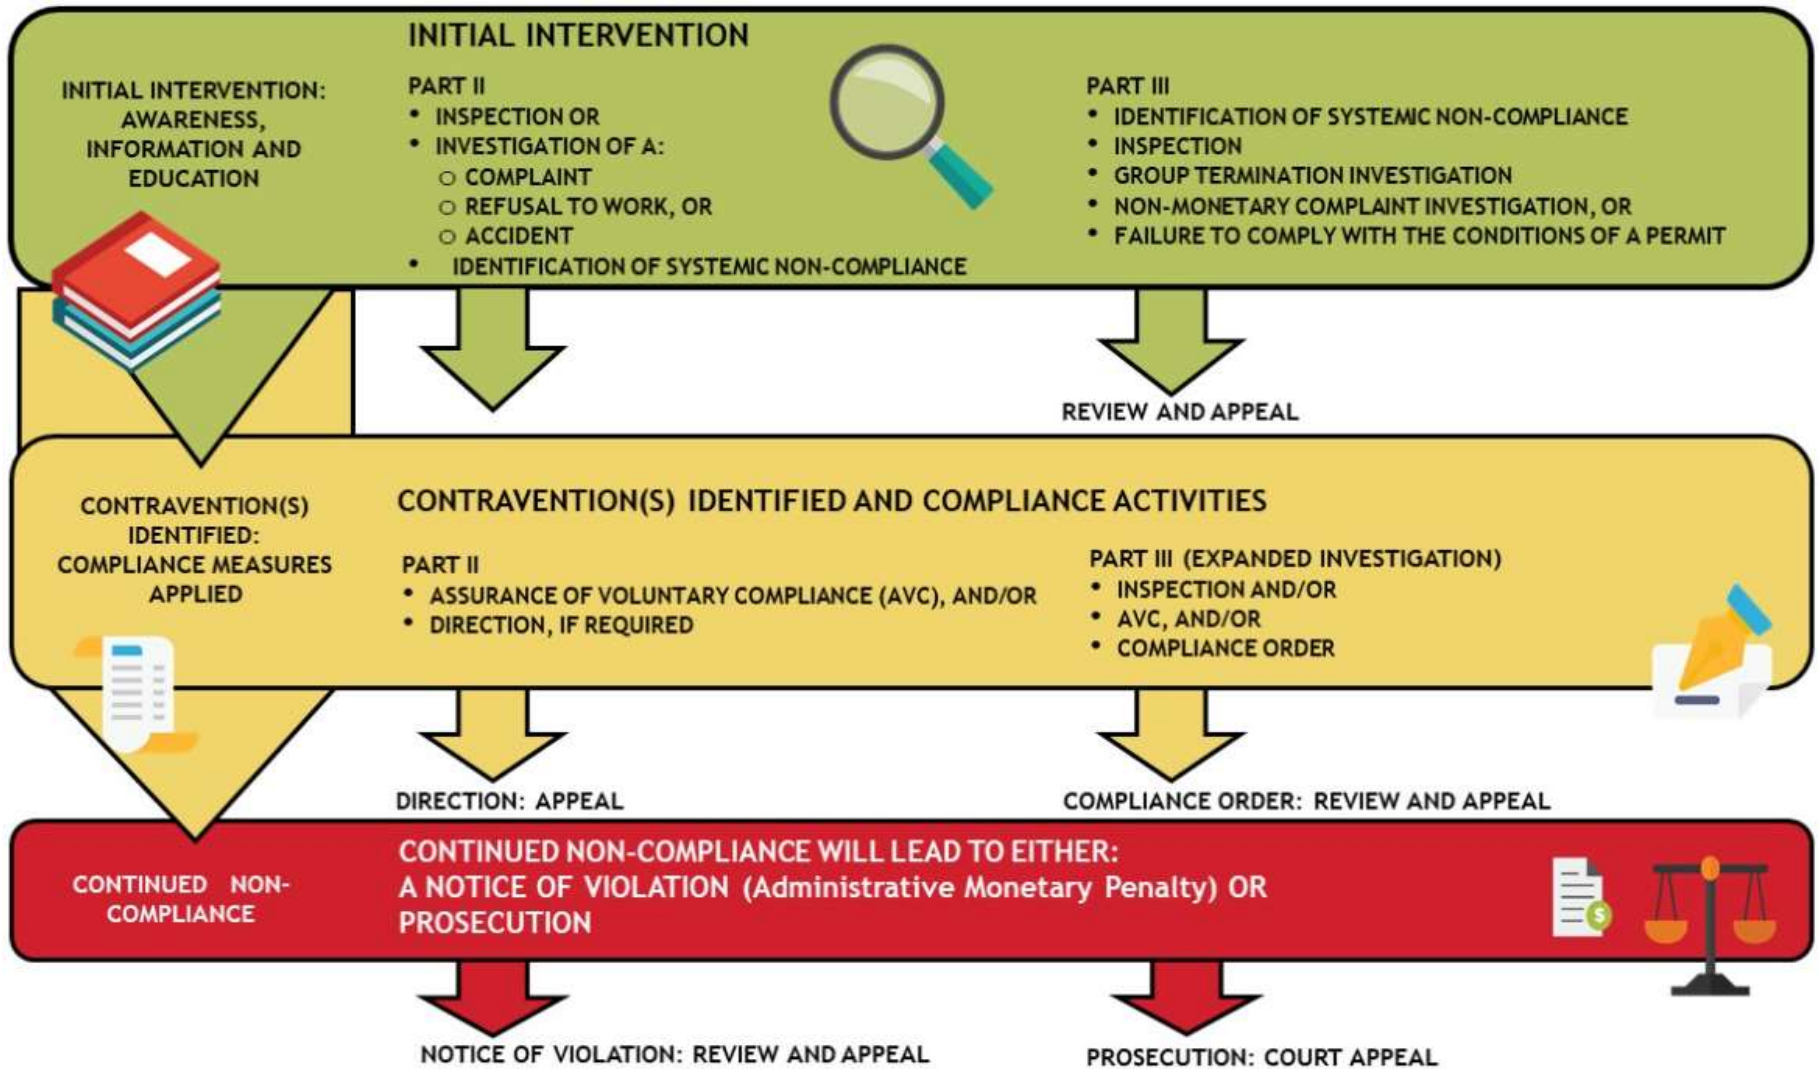 INITIAL INTERVENTION:
AWARENESS,
INFORMATION AND
EDUCATION
INITIAL INTERVENTION
PART II
• INSPECTION OR
• INVESTIGATION OF A:
○ COMPLAINT
○ REFUSAL TO WORK, OR
○ ACCIDENT
• IDENTIFICATION OF SYSTEMIC NON-COMPLIANCE
PART III
• IDENTIFICATION OF SYSTEMIC NON-COMPLIANCE
• INSPECTION
• GROUP TERMINATION INVESTIGATION
• NON-MONETARY COMPLAINT INVESTIGATION, OR
• FAILURE TO COMPLY WITH THE CONDITIONS OF A PERMIT
REVIEW AND APPEAL
CONTRAVENTION(S)
IDENTIFIED:
COMPLIANCE MEASURES
APPLIED
CONTRAVENTION(S) IDENTIFIED AND COMPLIANCE ACTIVITIES
PART II
• ASSURANCE OF VOLUNTARY COMPLIANCE (AVC), AND/OR
• DIRECTION, IF REQUIRED
PART III (EXPANDED INVESTIGATION)
• INSPECTION AND/OR
• AVC, AND/OR
• COMPLIANCE ORDER
DIRECTION: APPEAL
COMPLIANCE ORDER: REVIEW AND APPEAL
CONTINUED NON-
COMPLIANCE
CONTINUED NON-COMPLIANCE WILL LEAD TO EITHER:
A NOTICE OF VIOLATION (Administrative Monetary Penalty) OR
PROSECUTION
$
NOTICE OF VIOLATION: REVIEW AND APPEAL
PROSECUTION: COURT APPEAL